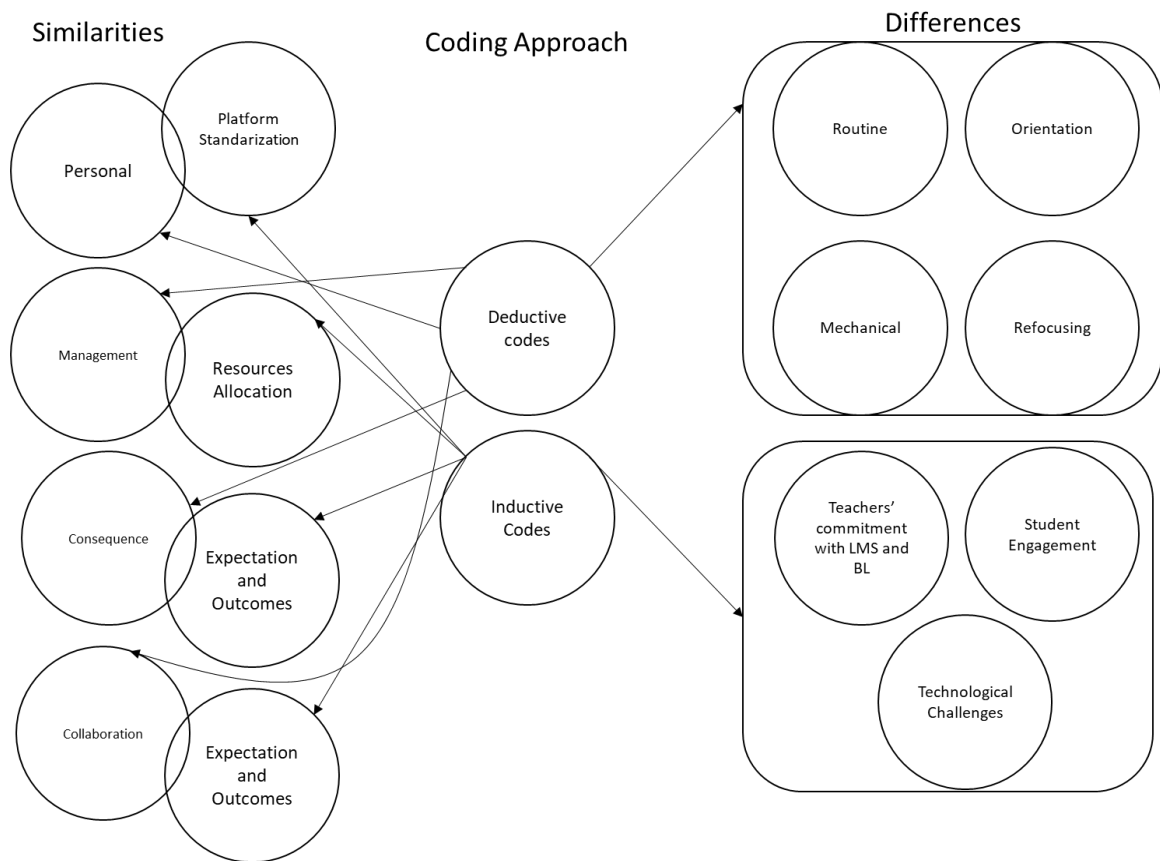 Similarities
Coding Approach
Differences
Personal
Platform
Standarization
Management
Resources
Allocation
Consequence
Expectation
and
Outcomes
Collaboration
Expectation
and
Outcomes
Deductive
codes
Inductive
Codes
Routine
Orientation
Mechanical
Refocusing
Teachers’
commitment
with LMS and
BL
Student
Engagement
Technological
Challenges